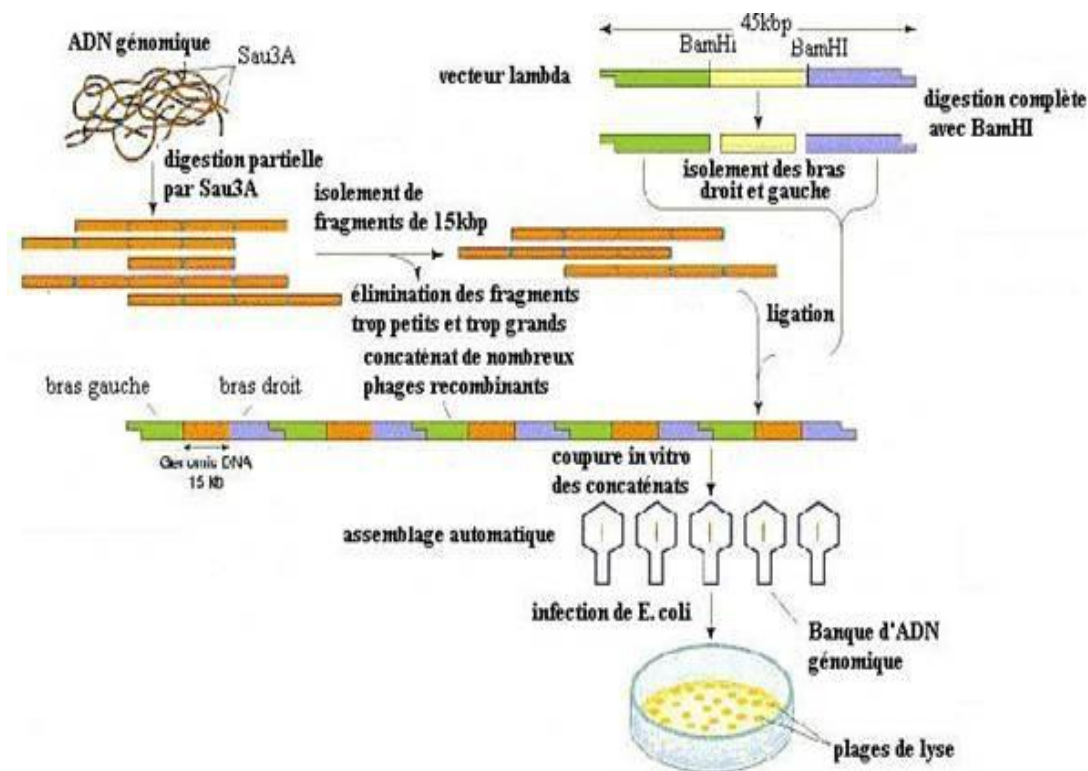 ADN génomique
Sau3A
45kbp
BamHi
BamHI
vecteur lambda
digestion complète
avec BamHI
digestion partielle
par Sau3A
isolement des bras
droit et gauche
isolement de
fragments de 15kbp
élimination des fragments
trop petits et trop grands
ligation
concaténat de nombreux
phages recombinants
bras gauche
bras droit
DNA
15 Kb
coupure in vitro
des concaténats
assemblage automatique
infection de E. coli
Banque d'ADN
génomique
plages de lyse